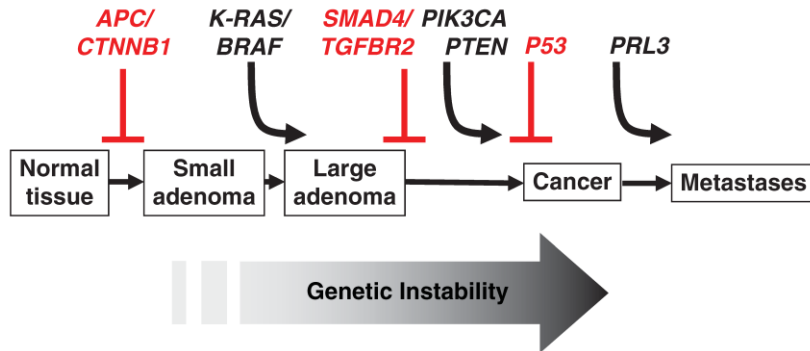 APC/
CTNNB1
K-RAS/
BRAF
SMAD4/
TGFBR2
PIK3CA
PTEN
P53
PRL3
Normal
tissue
Small
adenoma
Large
adenoma
Cancer
Metastases
Genetic Instability